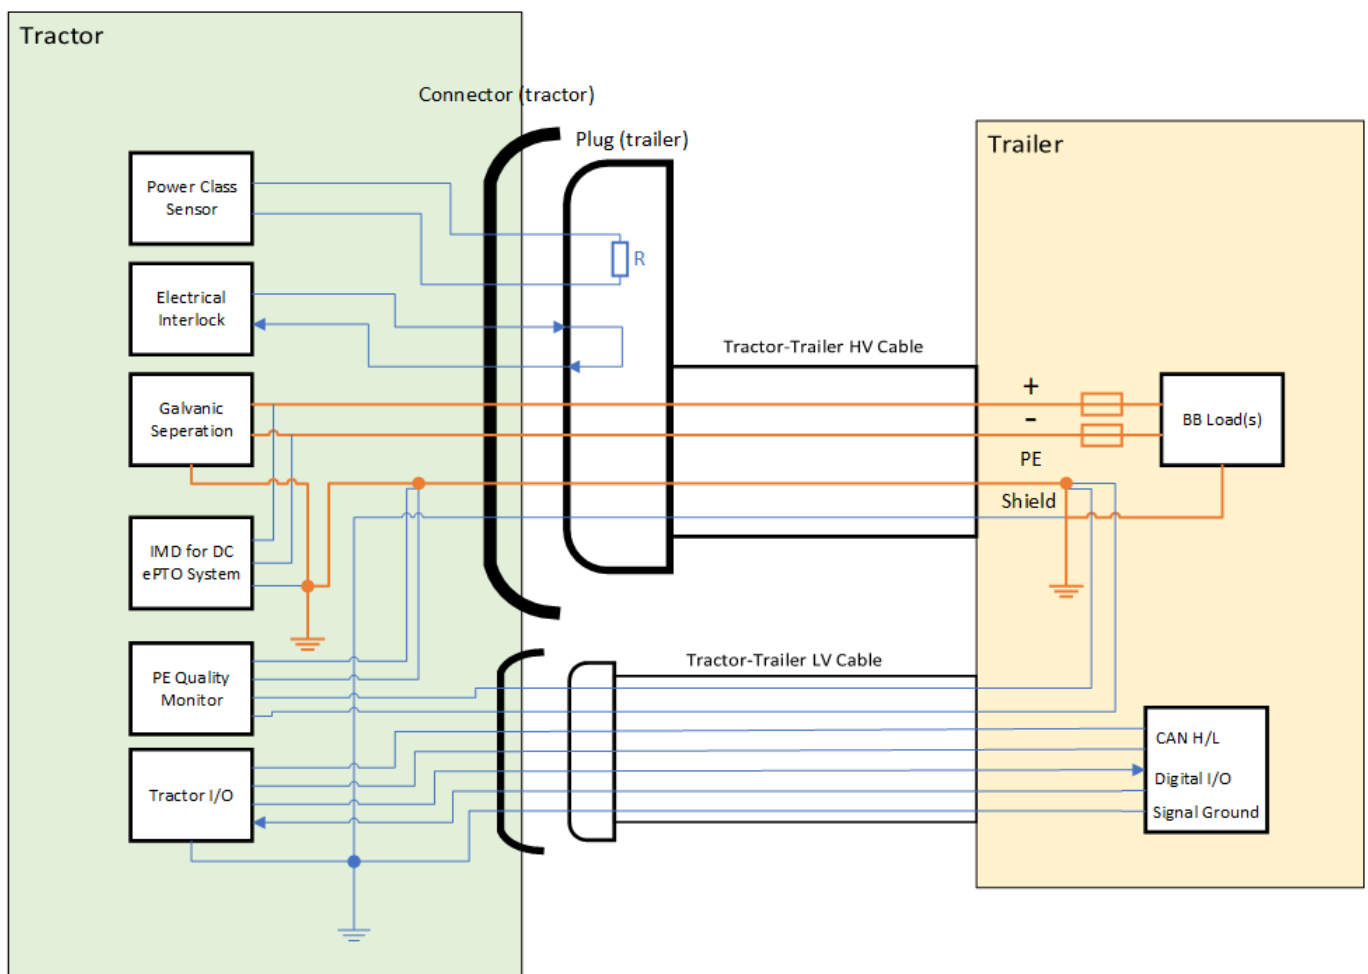 Tractor
Connector (tractor)
Plug (trailer)
Trailer
Power Class
Sensor
R
Electrical
Interlock
Tractor-Trailer HV Cable
Galvanic
Seperation
+
-
PE
Shield
BB Load(s)
IMD for DC
ePTO System
PE Quality
Monitor
Tractor-Trailer LV Cable
Tractor I/O
CAN H/L
Digital I/O
Signal Ground